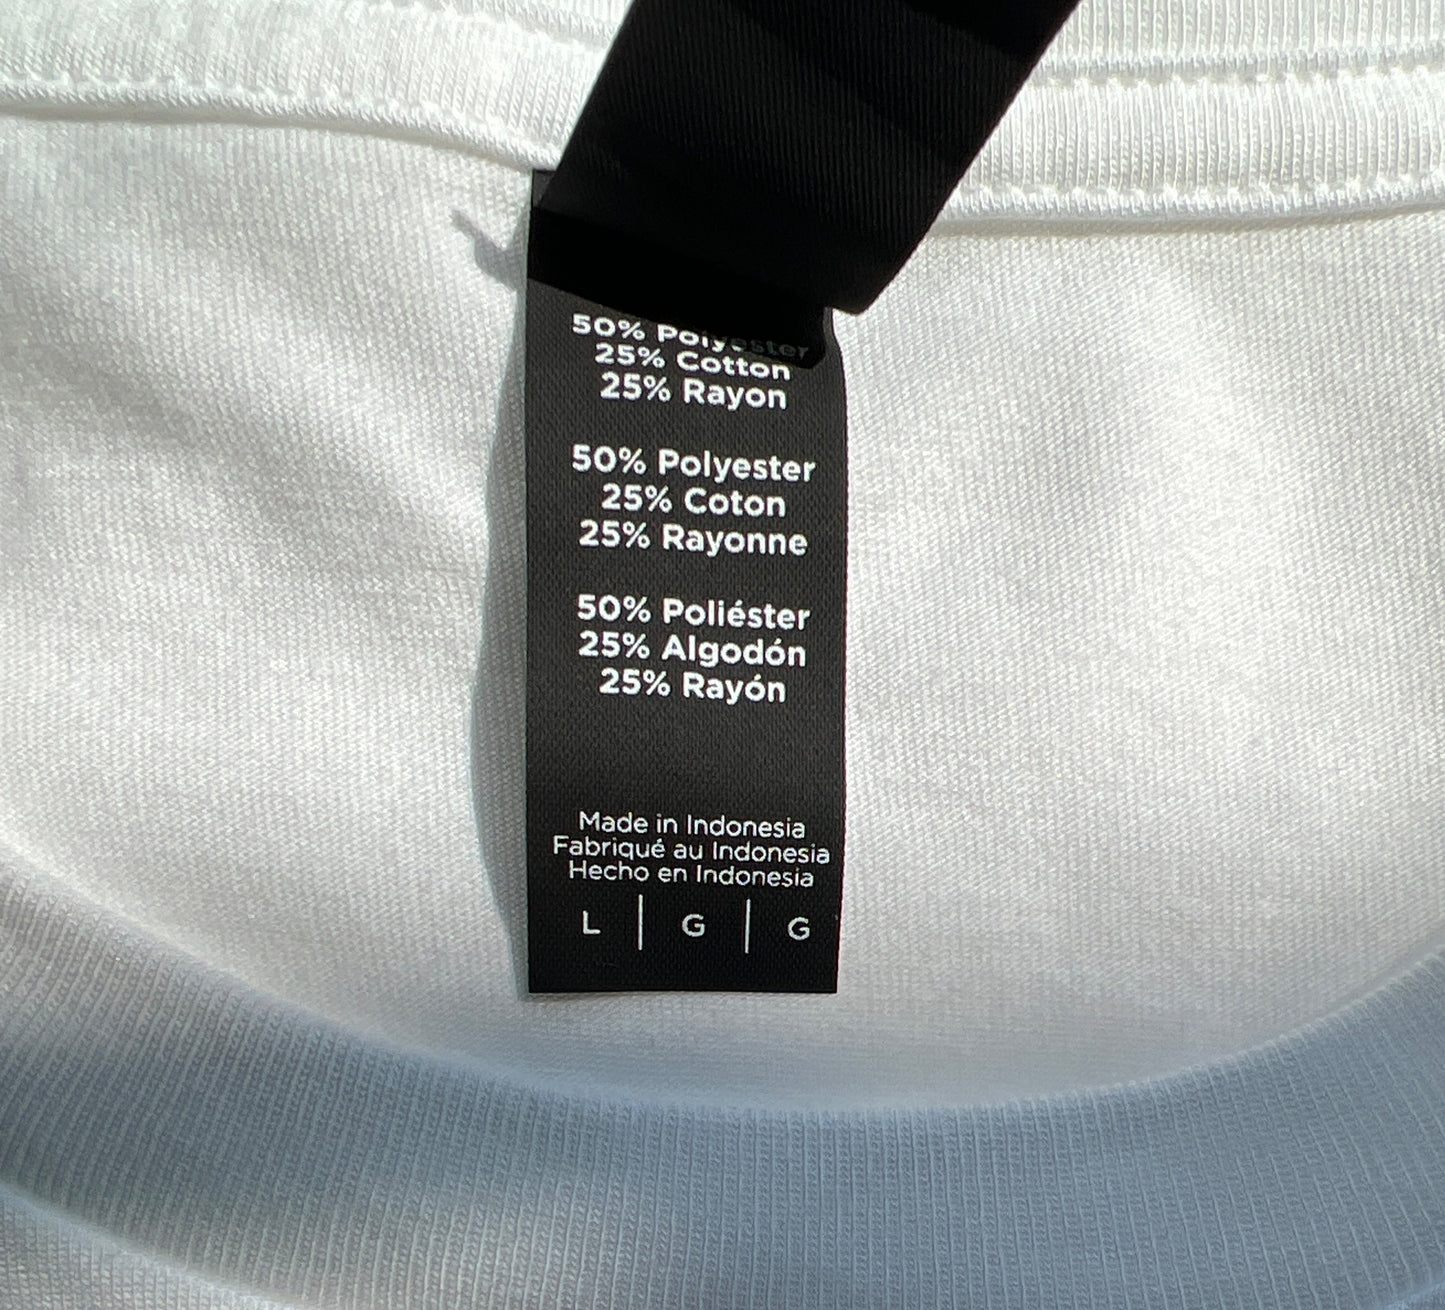 50% Polyester
25% Cotton
25% Rayon
50% Polyester
25% Coton
25% Rayonne
50% Poliéster
25% Algodón
25% Rayón
Made in Indonesia
Fabriqué au Indonesia
Hecho en Indonesia
L | G | G